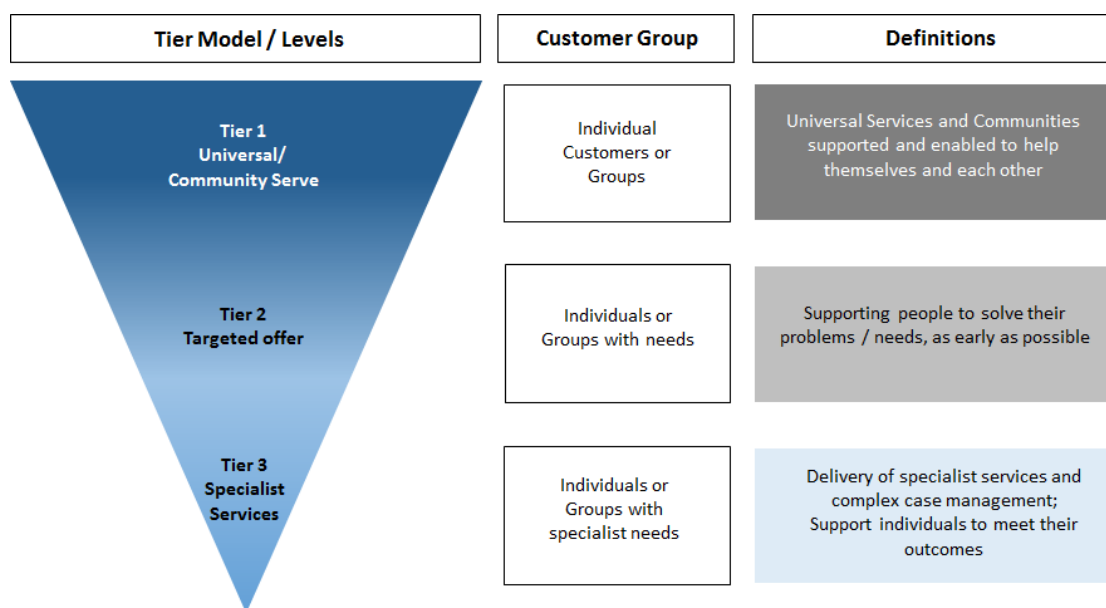 Tier Model / Levels
Customer Group
Definitions
Tier 1
Universal/
Community Serve
Individual
Customers or
Groups
Universal Services and Communities
supported and enabled to help
themselves and each other
Tier 2
Targeted offer
Individuals or
Groups with needs
Supporting people to solve their
problems / needs, as early as possible
Tier 3
Specialist
Services
Individuals or
Groups with
specialist needs
Delivery of specialist services and
complex case management;
Support individuals to meet their
outcomes